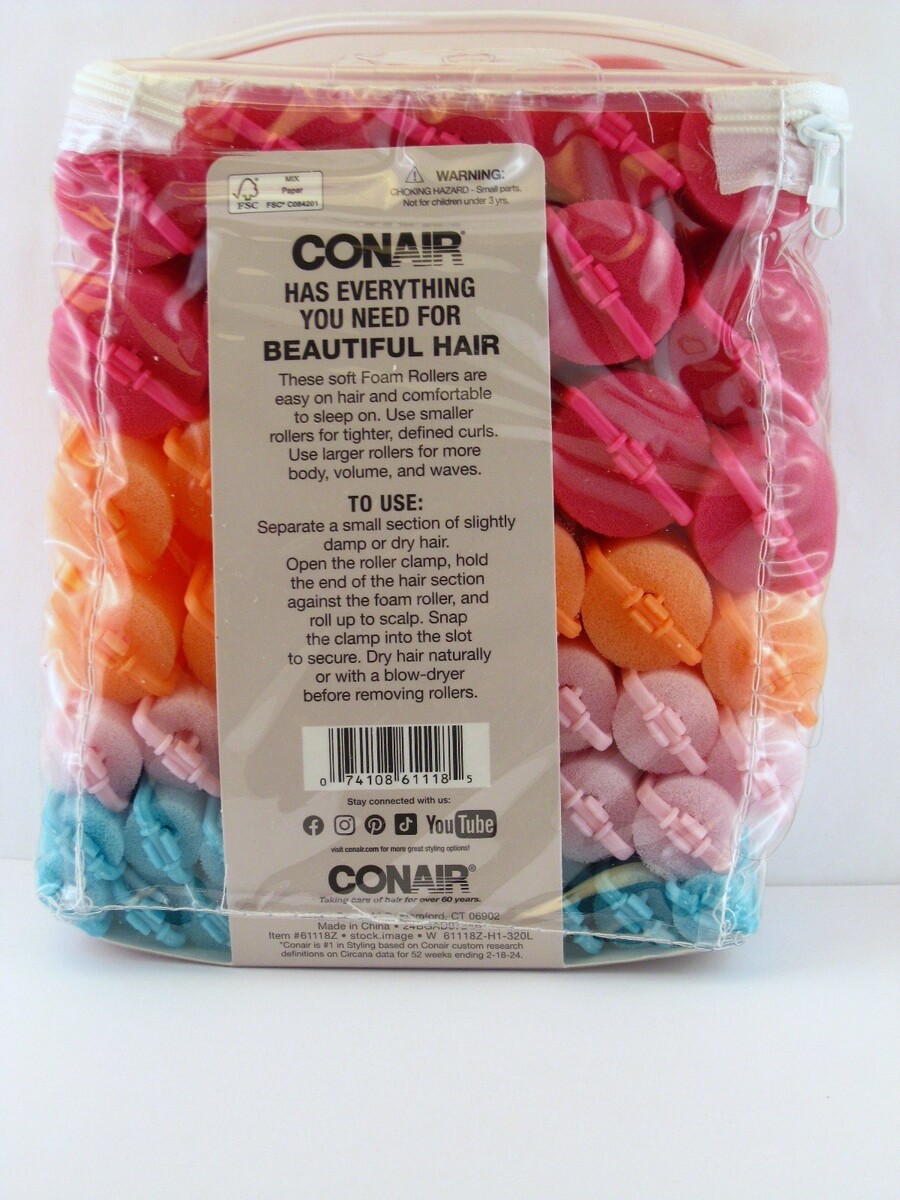 MIX
Paper
FSC FSC® C084201
WARNING:
CHOKING HAZARD - Small parts.
Not for children under 3 yrs.
CONAIR®
HAS EVERYTHING
YOU NEED FOR
BEAUTIFUL HAIR
These soft Foam Rollers are
easy on hair and comfortable
to sleep on. Use smaller
rollers for tighter, defined curls.
Use larger rollers for more
body, volume, and waves.
TO USE:
Separate a small section of slightly
damp or dry hair.
Open the roller clamp, hold
the end of the hair section
against the foam roller, and
roll up to scalp. Snap
the clamp into the slot
to secure. Dry hair naturally
or with a blow-dryer
before removing rollers.
0 74108 61118 5
Stay connected with us:
YouTube
visit conair.com for more great styling options!
CONAIR®
Taking care of hair for over 60 years.
CT 06902
Made in China •
Item #61118Z • stock.image • W 61118Z-H1-320L
*Conair is #1 in Styling based on Conair custom research
definitions on Circana data for 52 weeks ending 2-18-24.